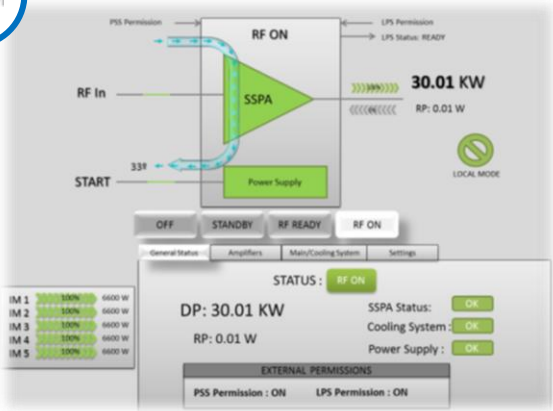 PSS Permission
LPS Permission
RF ON
LPS Status: READY
RF In
SSPA
100%
30.01 KW
0%
RP: 0.01 W
33º
START
Power Supply
LOCAL MODE
OFF STANDBY RF READY RF ON
General Status Amplifiers Main/Cooling System Settings
STATUS : RF ON
DP: 30.01 KW
SSPA Status: OK
RP: 0.01 W
Cooling System : OK
Power Supply : OK
IM 1 100% 6600 W
IM 2 100% 6600 W
IM 3 100% 6600 W
IM 4 100% 6600 W
IM 5 100% 6600 W
EXTERNAL PERMISSIONS
PSS Permission : ON LPS Permission : ON